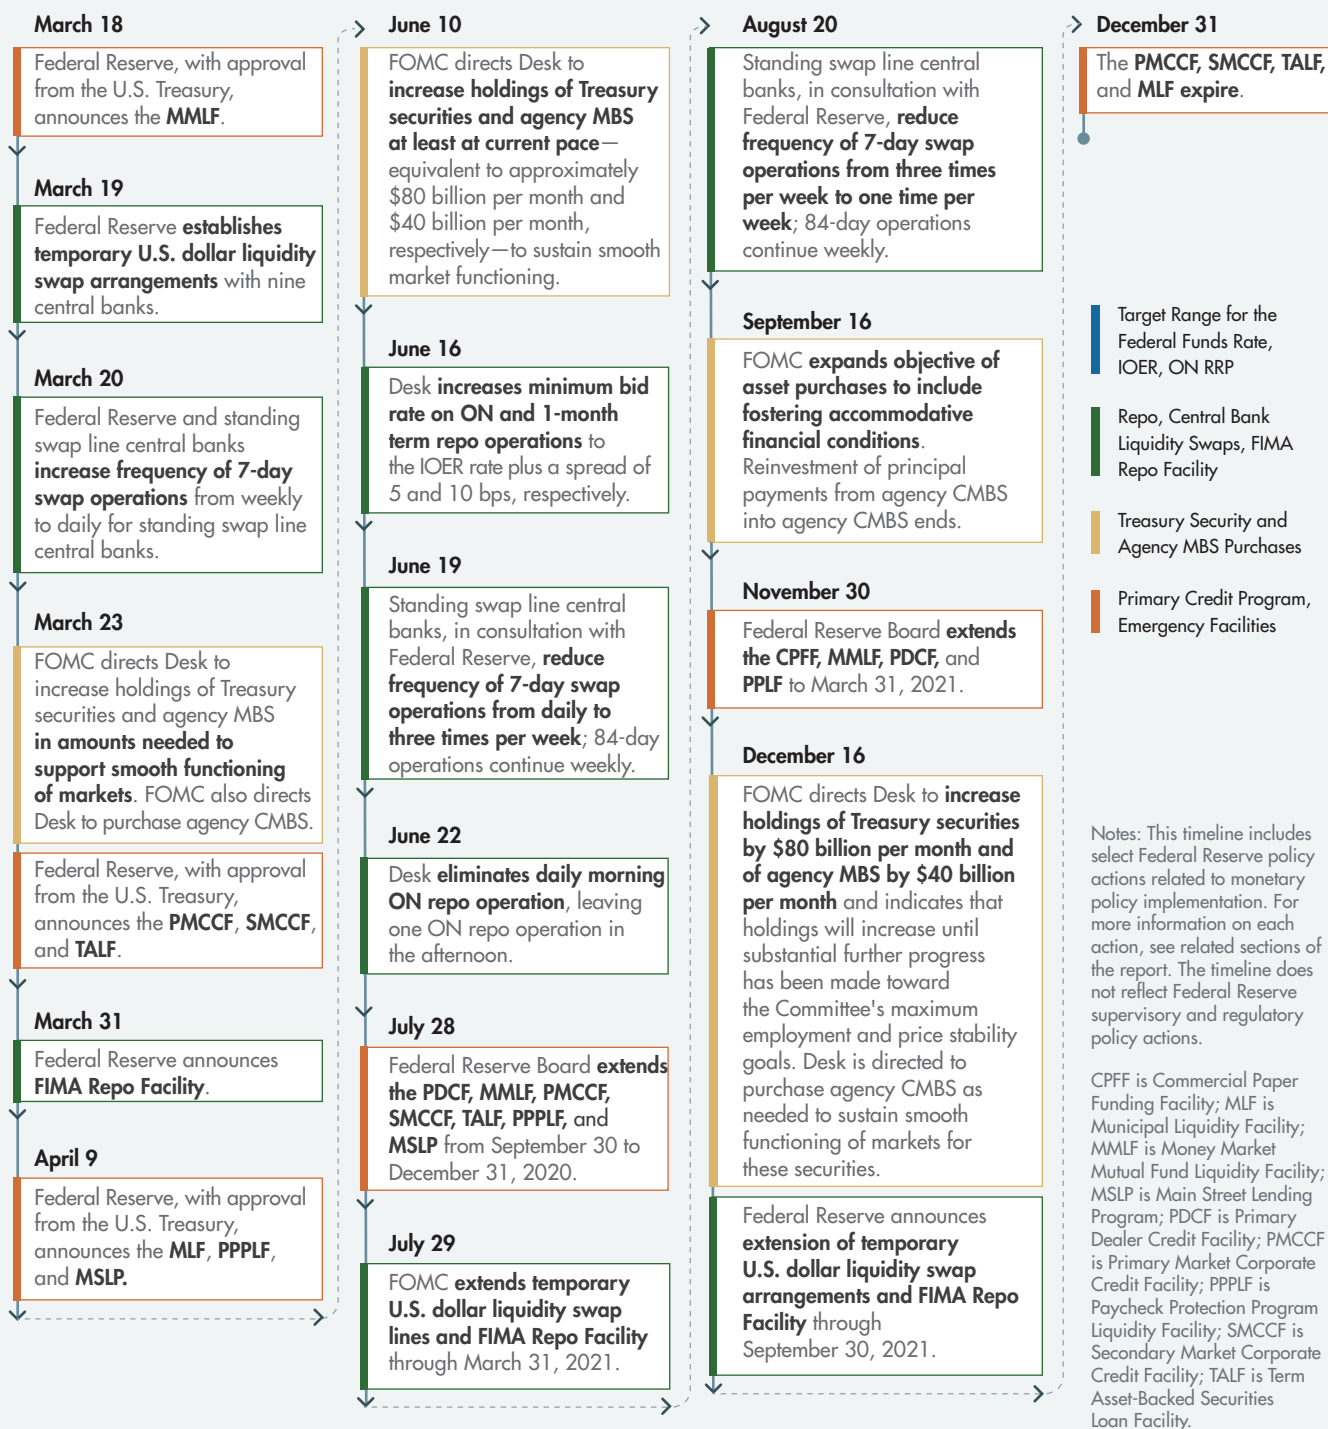 March 18
Federal Reserve, with approval
from the U.S. Treasury,
announces the MMLF.
March 19
Federal Reserve establishes
temporary U.S. dollar liquidity
swap arrangements with nine
central banks.
March 20
Federal Reserve and standing
swap line central banks
increase frequency of 7-day
swap operations from weekly
to daily for standing swap line
central banks.
March 23
FOMC directs Desk to
increase holdings of Treasury
securities and agency MBS
in amounts needed to
support smooth functioning
of markets. FOMC also directs
Desk to purchase agency CMBS.
Federal Reserve, with approval
from the U.S. Treasury,
announces the PMCCF, SMCCF,
and TALF.
March 31
Federal Reserve announces
FIMA Repo Facility.
April 9
Federal Reserve, with approval
from the U.S. Treasury,
announces the MLF, PPPLF,
and MSLP.
June 10
FOMC directs Desk to
increase holdings of Treasury
securities and agency MBS
at least at current pace—
equivalent to approximately
$80 billion per month and
$40 billion per month,
respectively—to sustain smooth
market functioning.
June 16
Desk increases minimum bid
rate on ON and 1-month
term repo operations to
the IOER rate plus a spread of
5 and 10 bps, respectively.
June 19
Standing swap line central
banks, in consultation with
Federal Reserve, reduce
frequency of 7-day swap
operations from daily to
three times per week; 84-day
operations continue weekly.
June 22
Desk eliminates daily morning
ON repo operation, leaving
one ON repo operation in
the afternoon.
July 28
Federal Reserve Board extends
the PDCF, MMLF, PMCCF,
SMCCF, TALF, PPPLF, and
MSLP from September 30 to
December 31, 2020.
July 29
FOMC extends temporary
U.S. dollar liquidity swap
lines and FIMA Repo Facility
through March 31, 2021.
August 20
Standing swap line central
banks, in consultation with
Federal Reserve, reduce
frequency of 7-day swap
operations from three times
per week to one time per
week; 84-day operations
continue weekly.
September 16
FOMC expands objective of
asset purchases to include
fostering accommodative
financial conditions.
Reinvestment of principal
payments from agency CMBS
into agency CMBS ends.
November 30
Federal Reserve Board extends
the CPFF, MMLF, PDCF, and
PPLF to March 31, 2021.
December 16
FOMC directs Desk to increase
holdings of Treasury securities
by $80 billion per month and
of agency MBS by $40 billion
per month and indicates that
holdings will increase until
substantial further progress
has been made toward
the Committee's maximum
employment and price stability
goals. Desk is directed to
purchase agency CMBS as
needed to sustain smooth
functioning of markets for
these securities.
Federal Reserve announces
extension of temporary
U.S. dollar liquidity swap
arrangements and FIMA Repo
Facility through
September 30, 2021.
December 31
The PMCCF, SMCCF, TALF,
and MLF expire.
Target Range for the
Federal Funds Rate,
IOER, ON RRP
Repo, Central Bank
Liquidity Swaps, FIMA
Repo Facility
Treasury Security and
Agency MBS Purchases
Primary Credit Program,
Emergency Facilities
Notes: This timeline includes
select Federal Reserve policy
actions related to monetary
policy implementation. For
more information on each
action, see related sections of
the report. The timeline does
not reflect Federal Reserve
supervisory and regulatory
policy actions.
CPFF is Commercial Paper
Funding Facility; MLF is
Municipal Liquidity Facility;
MMLF is Money Market
Mutual Fund Liquidity Facility;
MSLP is Main Street Lending
Program; PDCF is Primary
Dealer Credit Facility; PMCCF
is Primary Market Corporate
Credit Facility; PPPLF is
Paycheck Protection Program
Liquidity Facility; SMCCF is
Secondary Market Corporate
Credit Facility; TALF is Term
Asset-Backed Securities
Loan Facility.